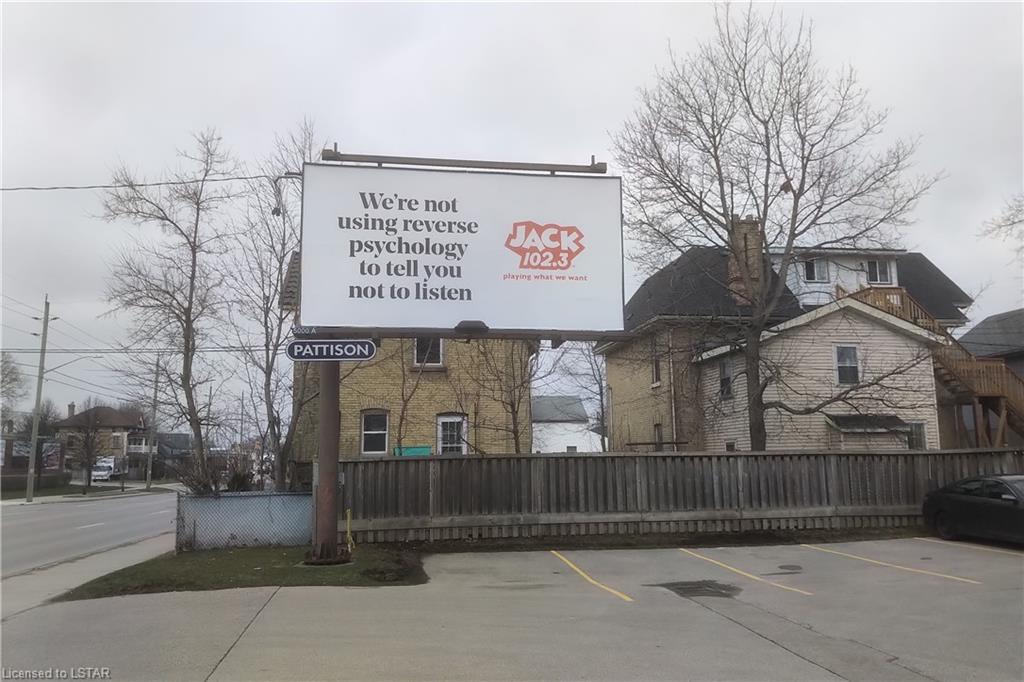 We're not
using reverse
psychology
to tell you
not to listen
JACK
102.3
playing what we want
5000 A
PATTISON
Licensed to LSTAR